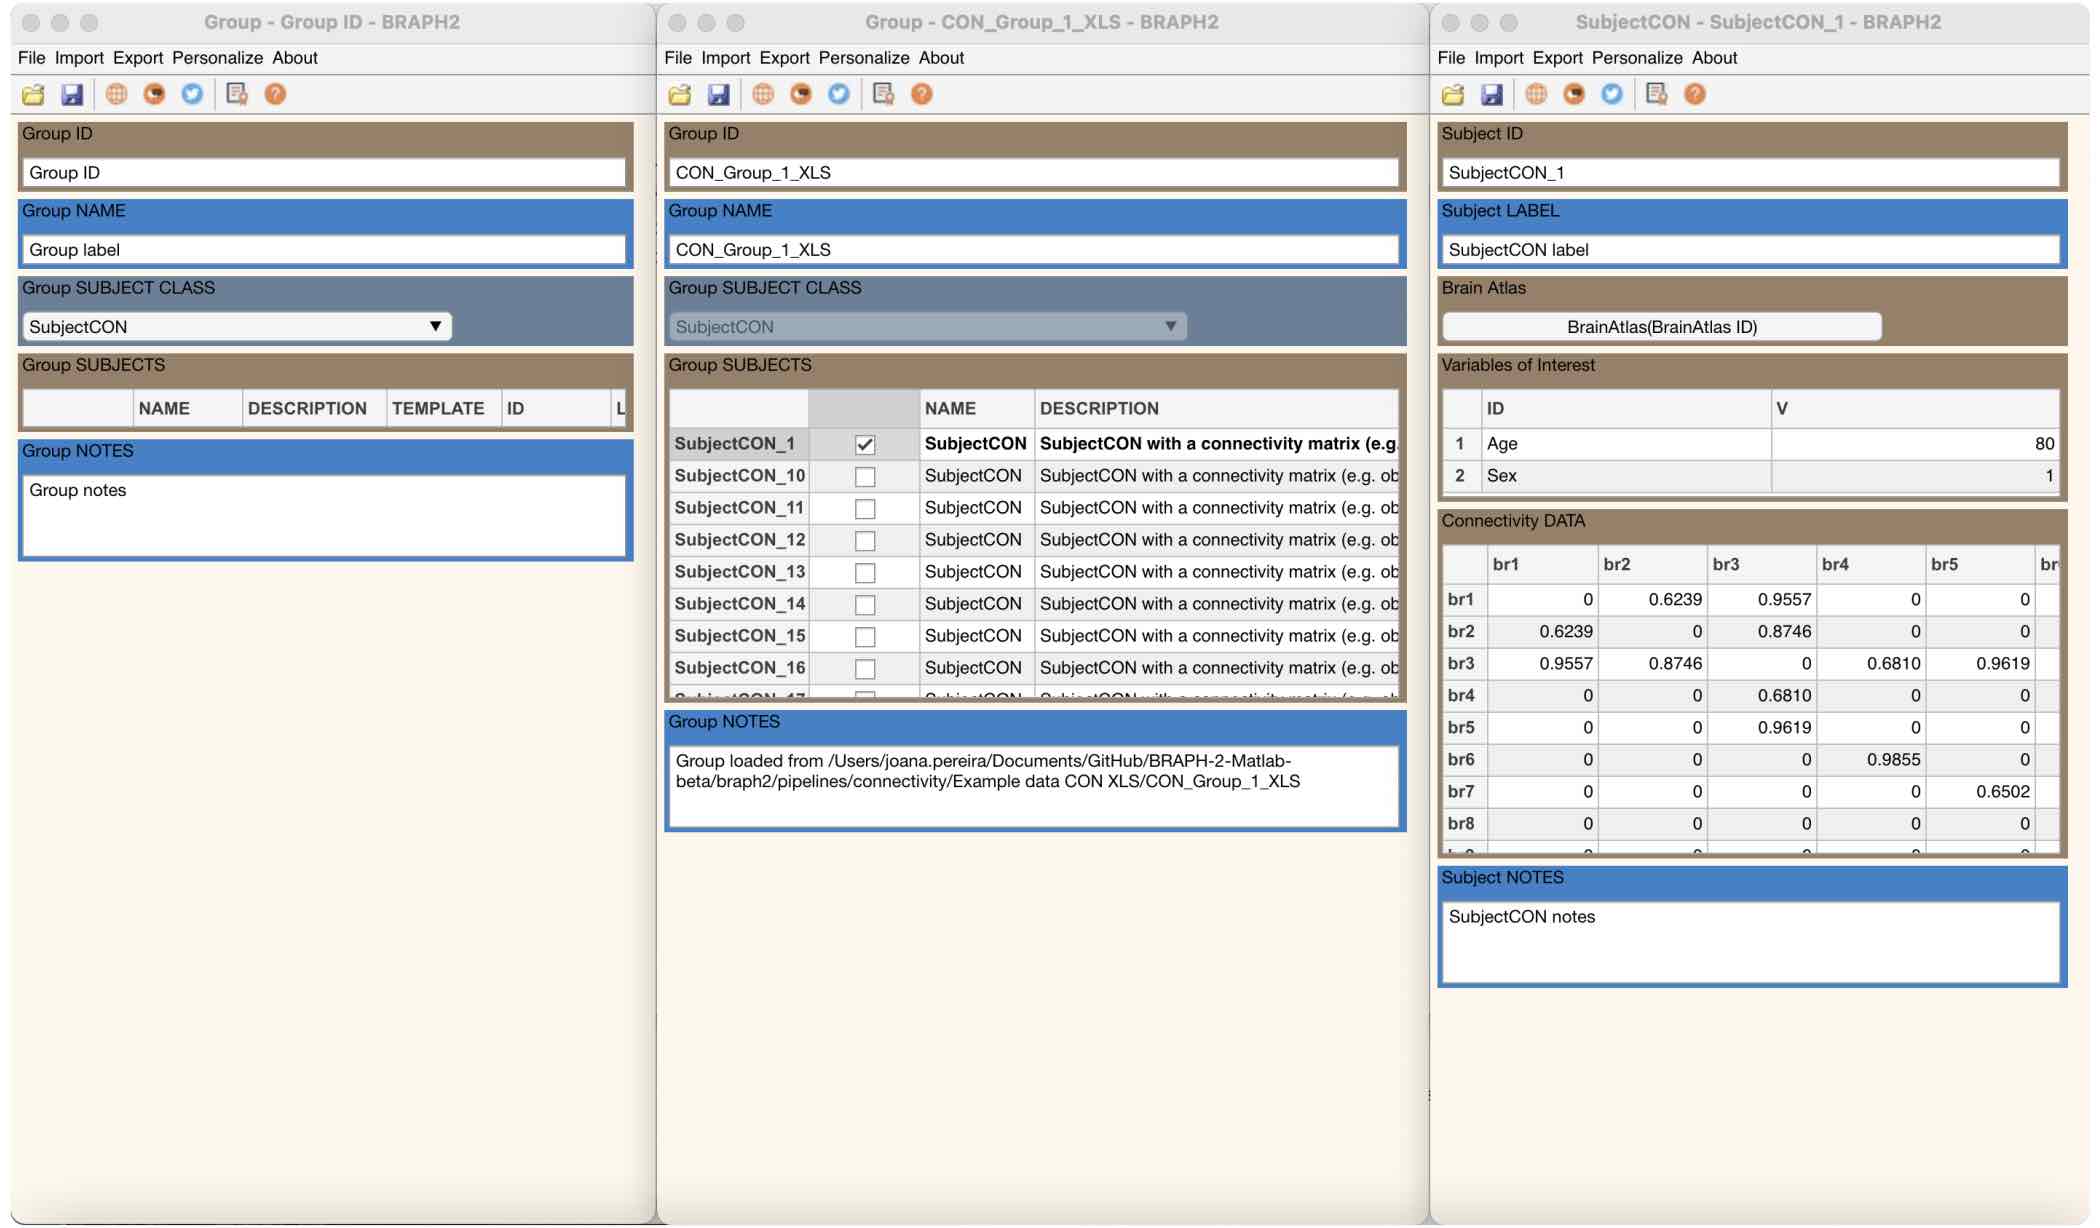 Group - Group ID - BRAPH2
File Import Export Personalize About
Group ID
Group ID
Group NAME
Group label
Group SUBJECT CLASS
SubjectCON
Group SUBJECTS
NAME DESCRIPTION TEMPLATE ID L
Group NOTES
Group notes
Group - CON_Group_1_XLS - BRAPH2
File Import Export Personalize About
Group ID
CON_Group_1_XLS
Group NAME
CON_Group_1_XLS
Group SUBJECT CLASS
SubjectCON
Group SUBJECTS
NAME DESCRIPTION
SubjectCON_1 SubjectCON SubjectCON with a connectivity matrix (e.g.
SubjectCON_10 SubjectCON SubjectCON with a connectivity matrix (e.g. ob
SubjectCON_11 SubjectCON SubjectCON with a connectivity matrix (e.g. ob
SubjectCON_12 SubjectCON SubjectCON with a connectivity matrix (e.g. ob
SubjectCON_13 SubjectCON SubjectCON with a connectivity matrix (e.g. ob
SubjectCON_14 SubjectCON SubjectCON with a connectivity matrix (e.g. ob
SubjectCON_15 SubjectCON SubjectCON with a connectivity matrix (e.g. ob
SubjectCON_16 SubjectCON SubjectCON with a connectivity matrix (e.g. ob
Group NOTES
Group loaded from /Users/joana.pereira/Documents/GitHub/BRAPH-2-Matlab-
beta/braph2/pipelines/connectivity/Example data CON XLS/CON_Group_1_XLS
SubjectCON - SubjectCON_1 - BRAPH2
File Import Export Personalize About
Subject ID
SubjectCON_1
Subject LABEL
SubjectCON label
Brain Atlas
BrainAtlas(BrainAtlas ID)
Variables of Interest
ID V
1 Age 80
2 Sex 1
Connectivity DATA
br1 br2 br3 br4 br5 br
br1 0 0.6239 0.9557 0 0
br2 0.6239 0 0.8746 0 0
br3 0.9557 0.8746 0 0.6810 0.9619
br4 0 0 0.6810 0 0
br5 0 0 0.9619 0 0
br6 0 0 0 0.9855 0
br7 0 0 0 0 0.6502
br8 0 0 0 0 0
Subject NOTES
SubjectCON notes